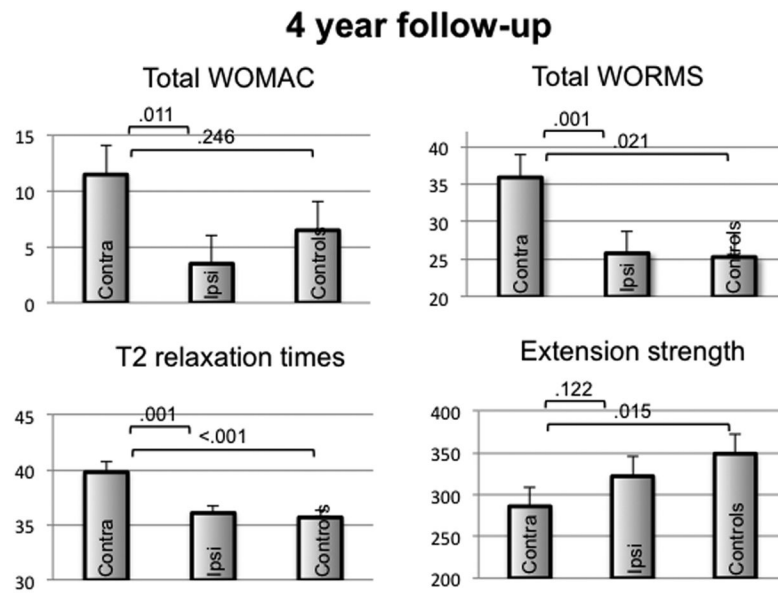 4 year follow-up
Total WOMAC
.011
.246
15
10
5
0
Contra
Ipsi
Controls
Total WORMS
.001
.021
40
35
30
25
20
Contra
Ipsi
Controls
T2 relaxation times
.001
<.001
45
40
35
30
Contra
Ipsi
Controls
Extension strength
.122
.015
400
350
300
250
200
Contra
Ipsi
Controls